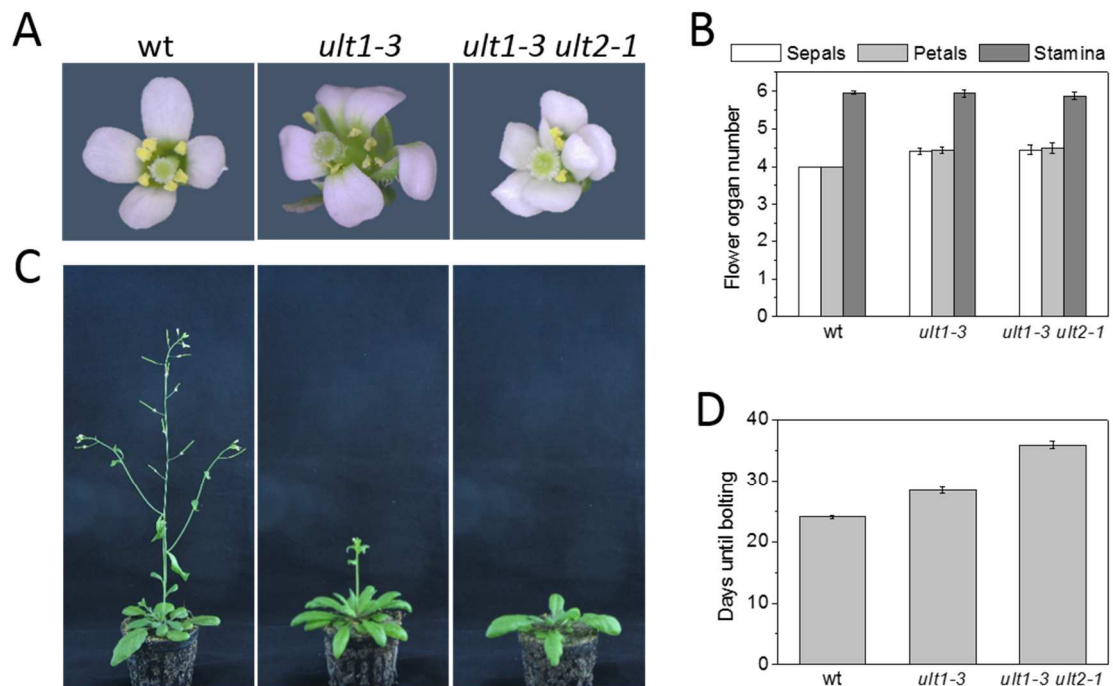 A
wt
ult1-3
ult1-3 ult2-1
B
Sepals
Petals
Stamina
Flower organ number
6
5
4
3
2
1
0
wt
ult1-3
ult1-3 ult2-1
C
D
Days until bolting
40
30
20
10
0
wt
ult1-3
ult1-3 ult2-1